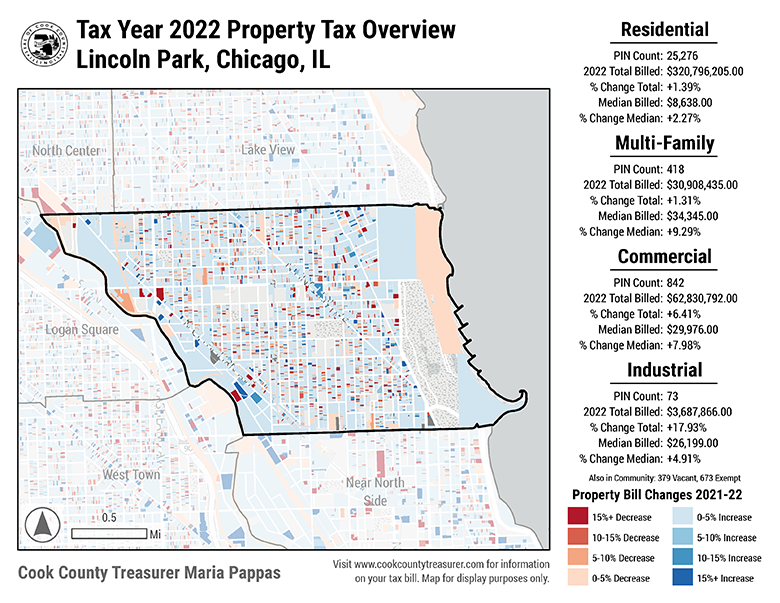 Tax Year 2022 Property Tax Overview
Lincoln Park, Chicago, IL
North Center
Lake View
Logan Square
West Town
Near North
Side
0.5
Mi
Cook County Treasurer Maria Pappas
Visit www.cookcountytreasurer.com for information
on your tax bill. Map for display purposes only.
Residential
PIN Count: 25,276
2022 Total Billed: $320,796,205.00
% Change Total: +1.39%
Median Billed: $8,638.00
% Change Median: +2.27%
Multi-Family
PIN Count: 418
2022 Total Billed: $30,908,435.00
% Change Total: +1.31%
Median Billed: $34,345.00
% Change Median: +9.29%
Commercial
PIN Count: 842
2022 Total Billed: $62,830,792.00
% Change Total: +6.41%
Median Billed: $29,976.00
% Change Median: +7.98%
Industrial
PIN Count: 73
2022 Total Billed: $3,687,866.00
% Change Total: +17.93%
Median Billed: $26,199.00
% Change Median: +4.91%
Also in Community: 379 Vacant, 673 Exempt
Property Bill Changes 2021-22
15%+ Decrease
10-15% Decrease
5-10% Decrease
0-5% Decrease
0-5% Increase
5-10% Increase
10-15% Increase
15%+ Increase